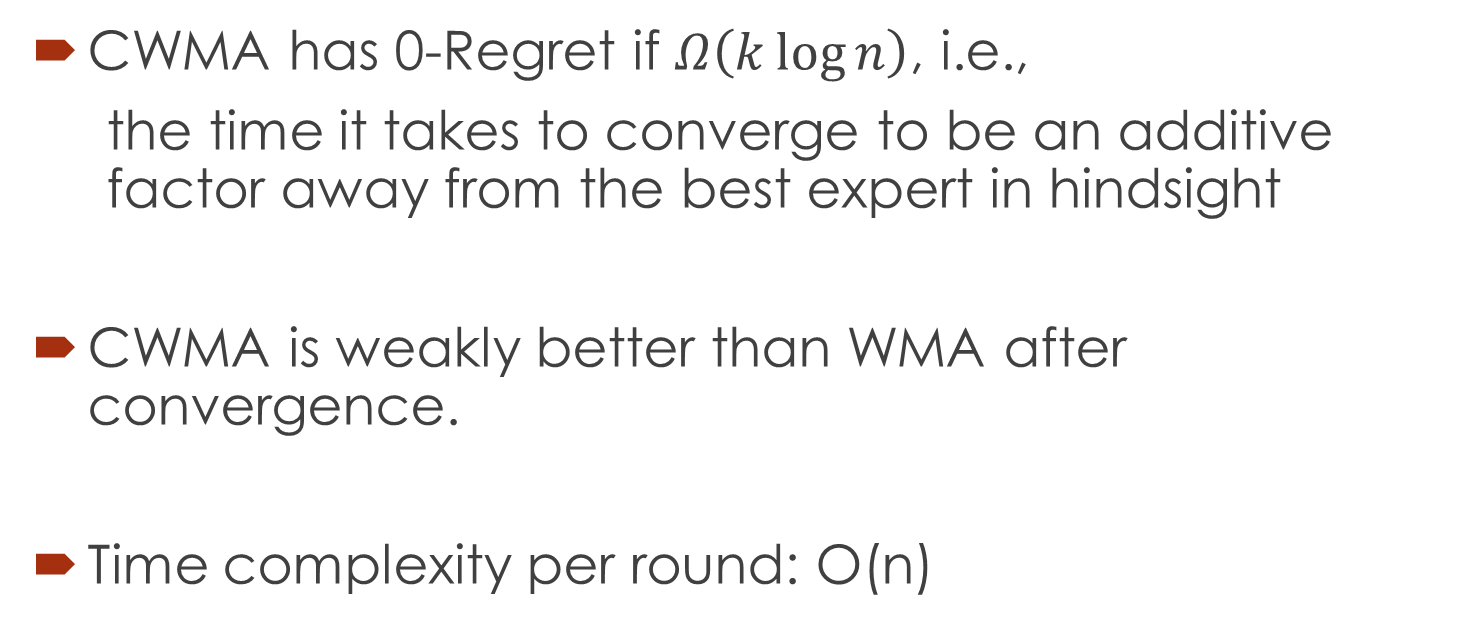 CWMA has 0-Regret if Ω(k log n), i.e.,
the time it takes to converge to be an additive
factor away from the best expert in hindsight
CWMA is weakly better than WMA after
convergence.
Time complexity per round: O(n)